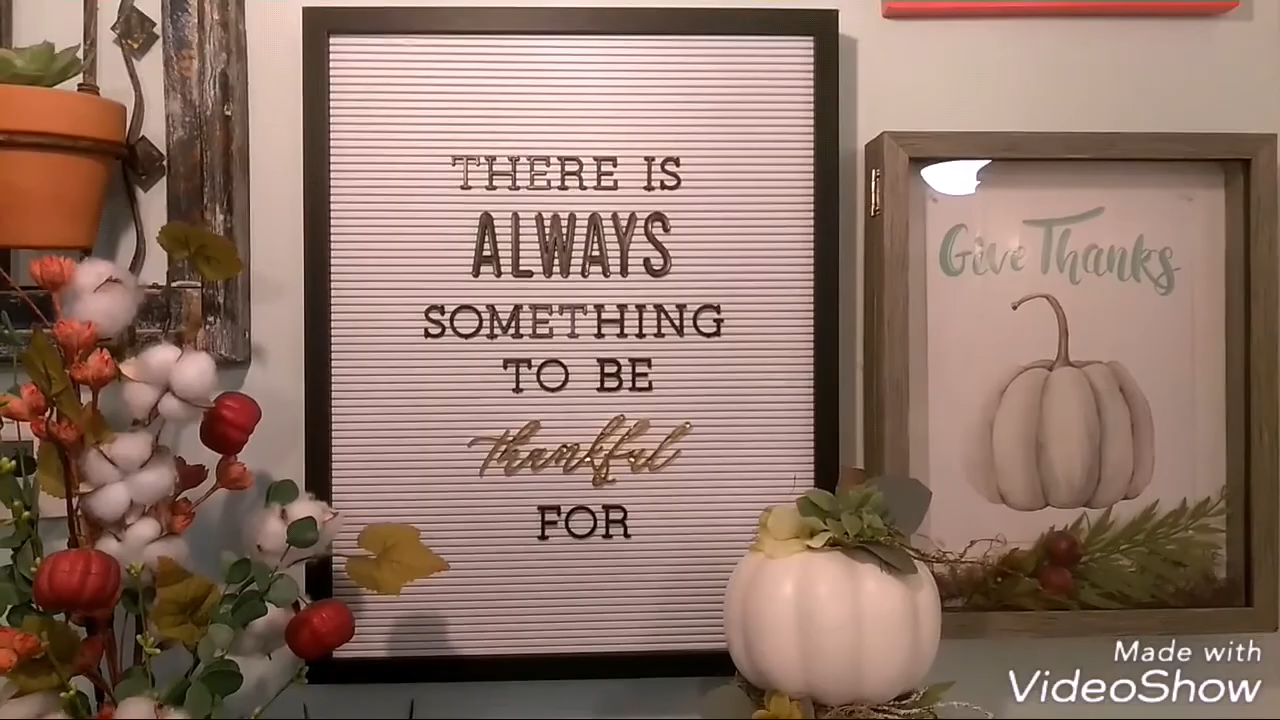 THERE IS
ALWAYS
SOMETHING
TO BE
thankful
FOR
Give Thanks
Made with
VideoShow